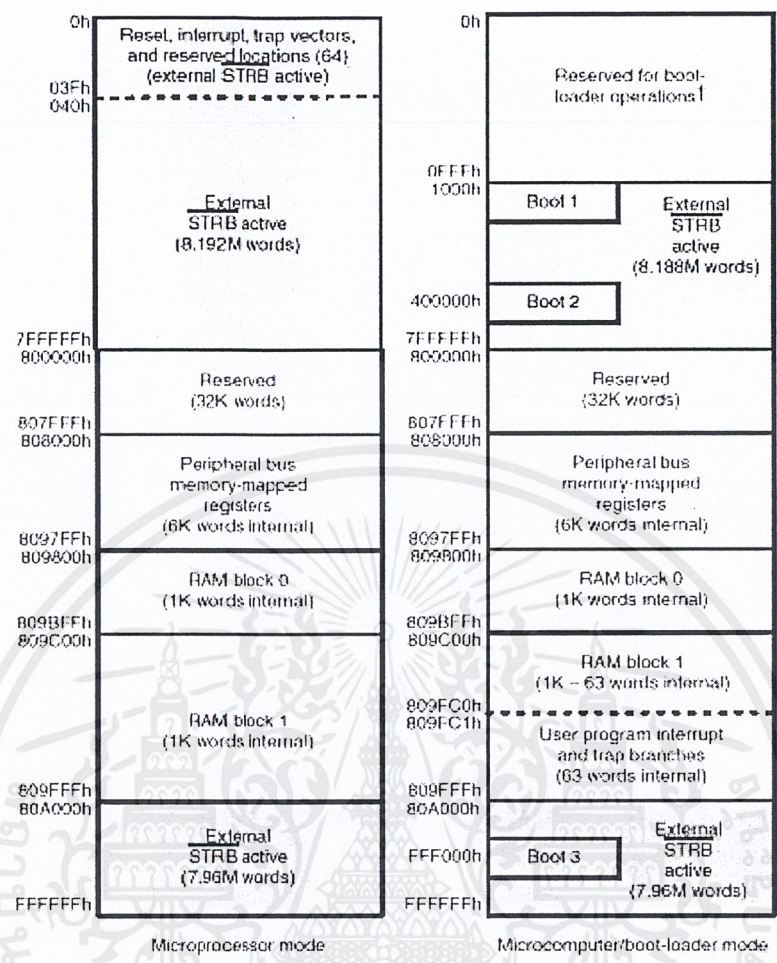 0h
Reset, interrupt, trap vectors,
and reserved locations (64)
(external STRB active)
03Fh
040h
External
STRB active
(8.192M words)
7FFFFFh
800000h
Reserved
(32K words)
807FFFh
808000h
Peripheral bus
memory-mapped
registers
(6K words internal)
8097FFh
809800h
RAM block 0
(1K words internal)
809BFFh
809C00h
RAM block 1
(1K words internal)
809FFFh
80A000h
External
STRB active
(7.96M words)
FFFFFFh
Microprocessor mode
0h
Reserved for boot-
loader operations†
0FFFh
1000h
Boot 1
External
STRB
active
(8.188M words)
400000h
Boot 2
7FFFFFh
800000h
Reserved
(32K words)
807FFFh
808000h
Peripheral bus
memory-mapped
registers
(6K words internal)
8097FFh
809800h
RAM block 0
(1K words internal)
809BFFh
809C00h
RAM block 1
(1K – 63 words internal)
809FC0h
809FC1h
User program interrupt
and trap branches
(63 words internal)
809FFFh
80A000h
External
STRB
active
(7.96M words)
FFF000h
Boot 3
FFFFFFh
Microcomputer/boot-loader mode